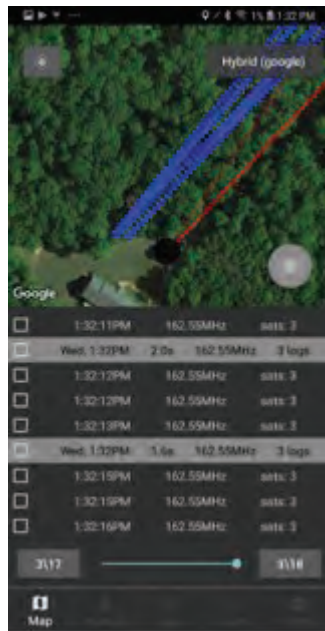 1% 1:32 PM
Hybrid (google)
Google
1:32:11PM 162.55MHz sats: 3
Wed, 1:32PM 2.0s 162.55MHz 3 logs
1:32:12PM 162.55MHz sats: 3
1:32:12PM 162.55MHz sats: 3
1:32:13PM 162.55MHz sats: 3
Wed, 1:32PM 1.6s 162.55MHz 3 logs
1:32:15PM 162.55MHz sats: 3
1:32:15PM 162.55MHz sats: 3
1:32:16PM 162.55MHz sats: 3
3\17 3\18
Map